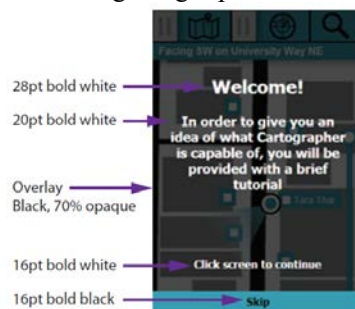 Facing SW on University Way NE
28pt bold white
Welcome!
20pt bold white
In order to give you an
idea of what Cartographer
is capable of, you will be
provided with a brief
tutorial
Overlay
Black, 70% opaque
Tara Thai
16pt bold white
Click screen to continue
16pt bold black
Skip